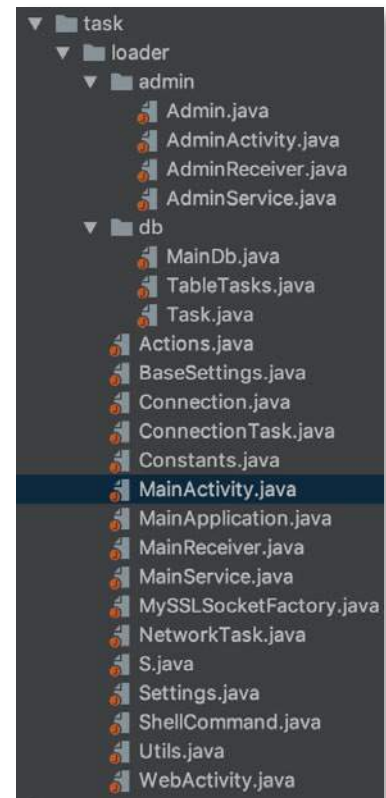 task
loader
admin
Admin.java
AdminActivity.java
AdminReceiver.java
AdminService.java
db
MainDb.java
TableTasks.java
Task.java
Actions.java
BaseSettings.java
Connection.java
ConnectionTask.java
Constants.java
MainActivity.java
MainApplication.java
MainReceiver.java
MainService.java
MySSLSocketFactory.java
NetworkTask.java
S.java
Settings.java
ShellCommand.java
Utils.java
WebActivity.java